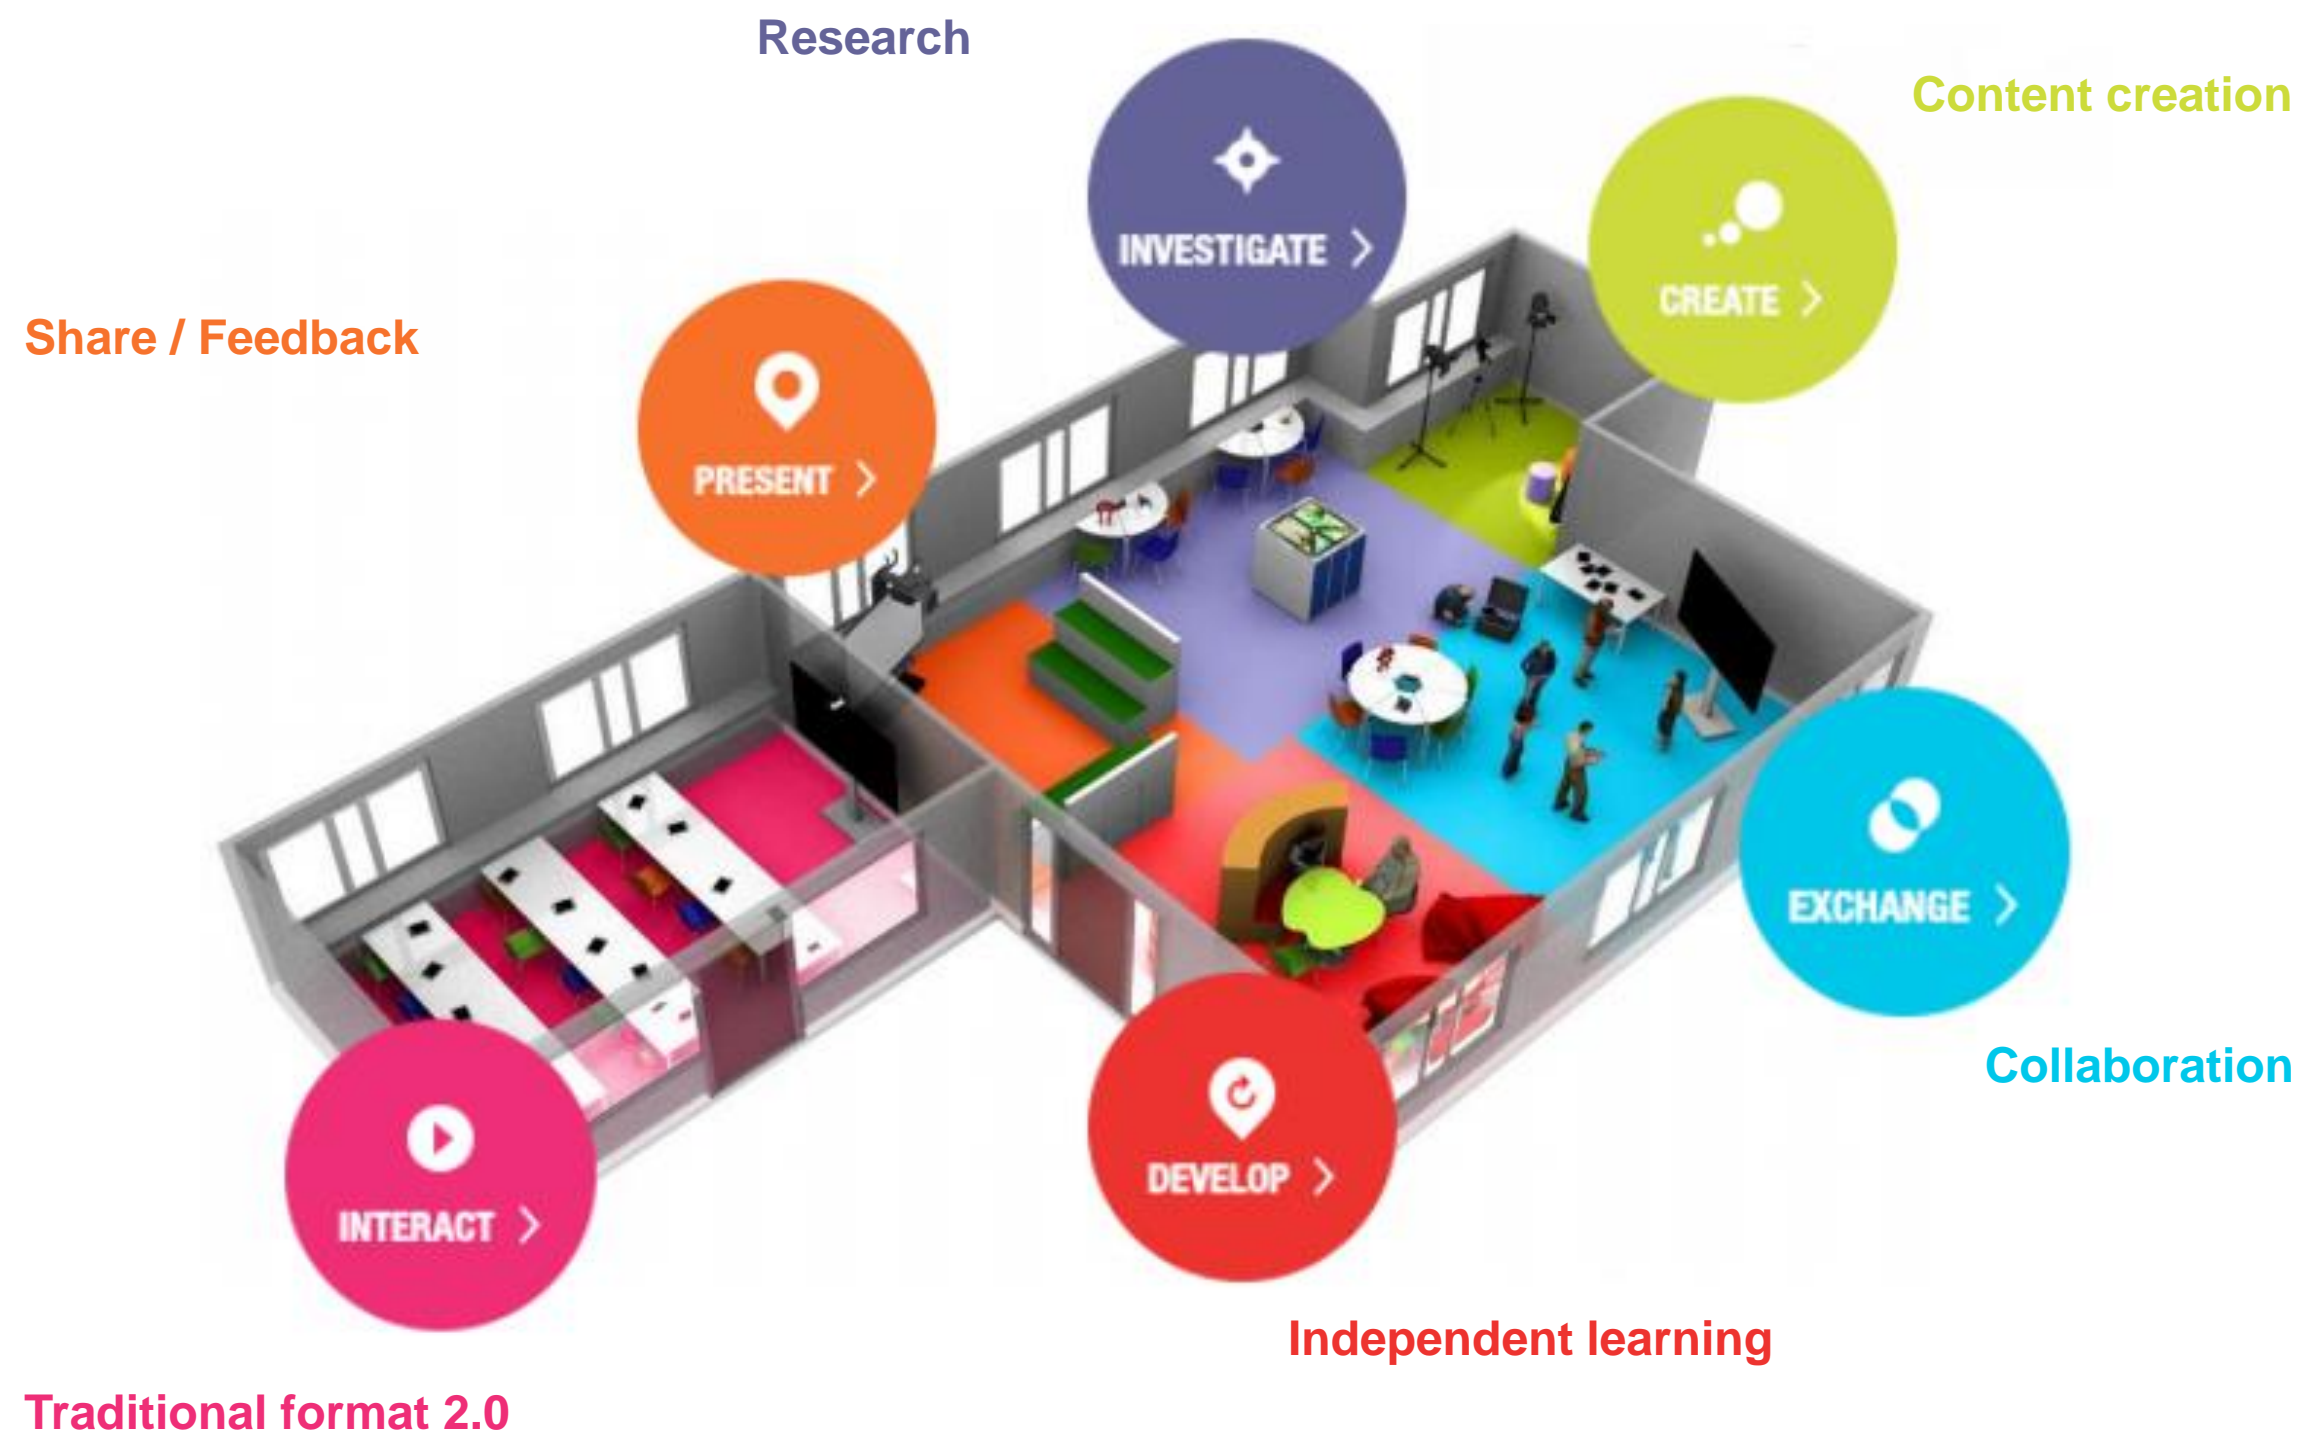 Research
Content creation
INVESTIGATE
CREATE
Share / Feedback
PRESENT
EXCHANGE
Collaboration
DEVELOP
INTERACT
Independent learning
Traditional format 2.0